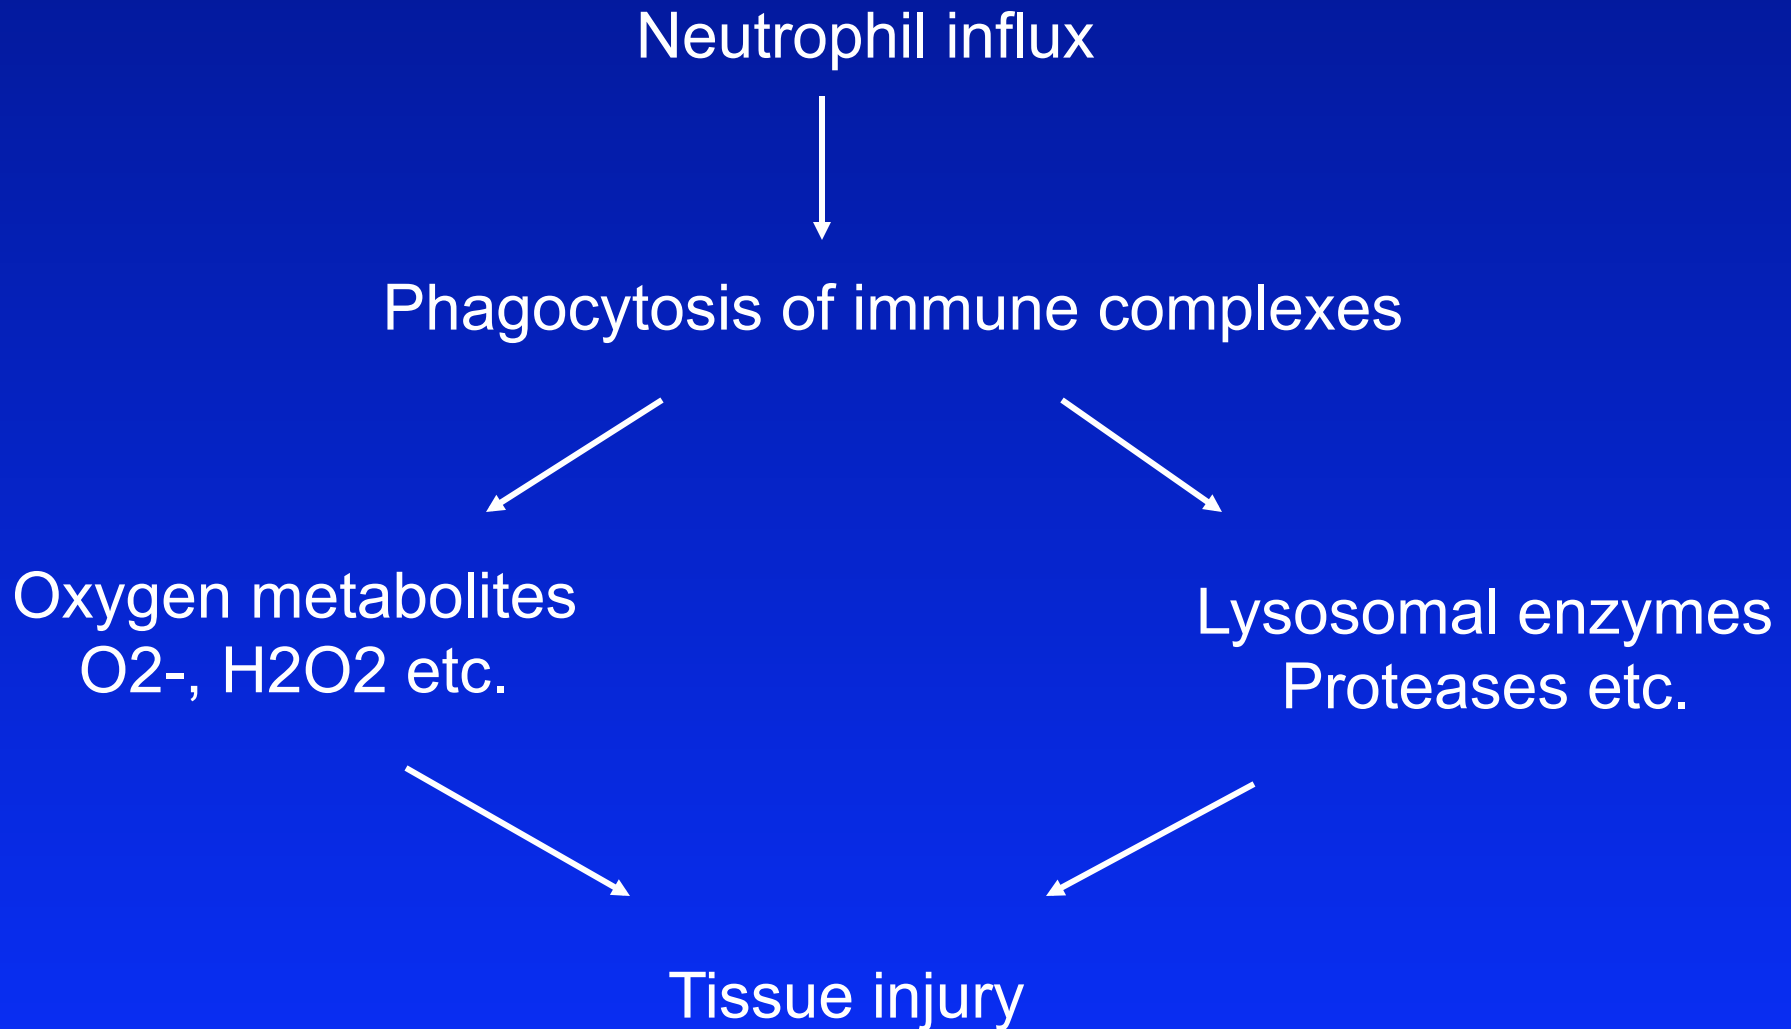 Neutrophil influx
Phagocytosis of immune complexes
Oxygen metabolites
O2-, H2O2 etc.
Lysosomal enzymes
Proteases etc.
Tissue injury